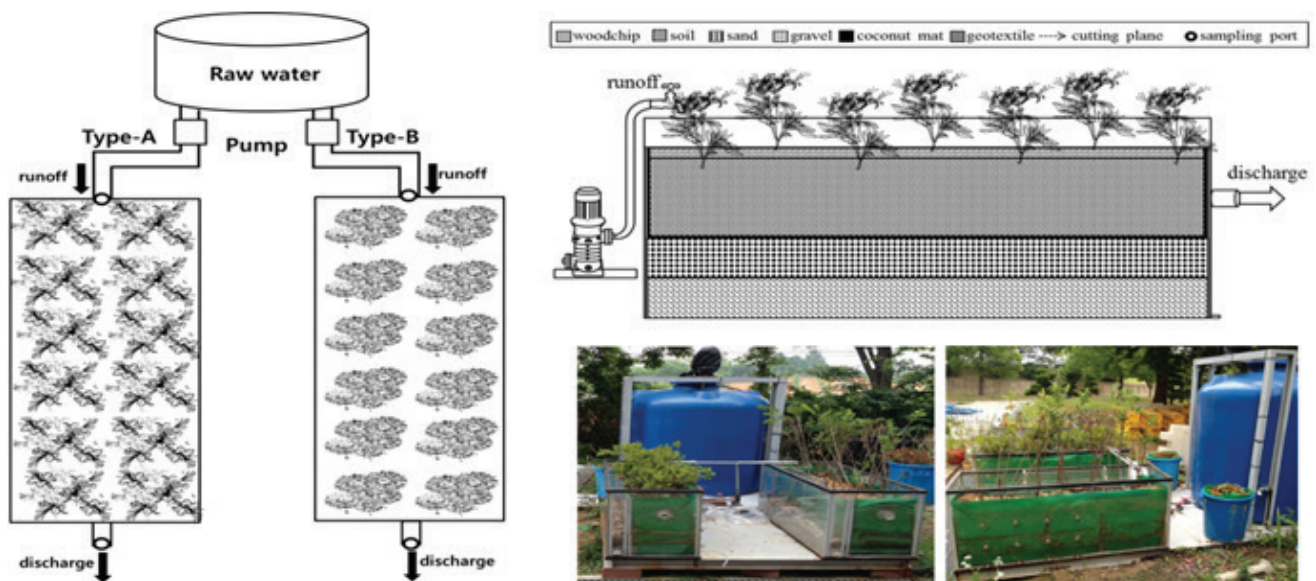 Raw water
Type-A
Pump
Type-B
runoff
runoff
discharge
discharge
woodchip soil sand gravel coconut mat geotextile cutting plane sampling port
runoff
discharge